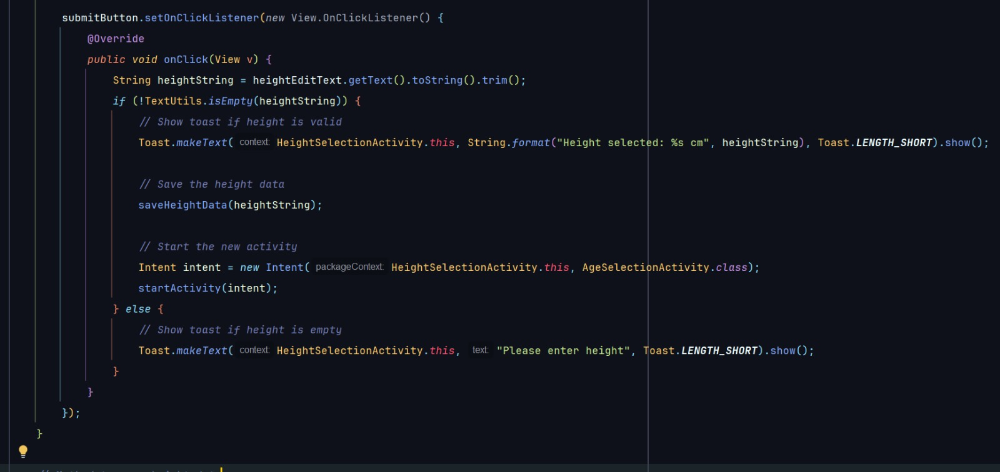 submitButton.setOnClickListener(new View.OnClickListener() {
@Override
public void onClick(View v) {
String heightString = heightEditText.getText().toString().trim();
if (!TextUtils.isEmpty(heightString)) {
// Show toast if height is valid
Toast.makeText( context: HeightSelectionActivity.this, String.format("Height selected: %s cm", heightString), Toast.LENGTH_SHORT).show();
// Save the height data
saveHeightData(heightString);
// Start the new activity
Intent intent = new Intent( packageContext: HeightSelectionActivity.this, AgeSelectionActivity.class);
startActivity(intent);
} else {
// Show toast if height is empty
Toast.makeText( context: HeightSelectionActivity.this, text: "Please enter height", Toast.LENGTH_SHORT).show();
}
}
});
}